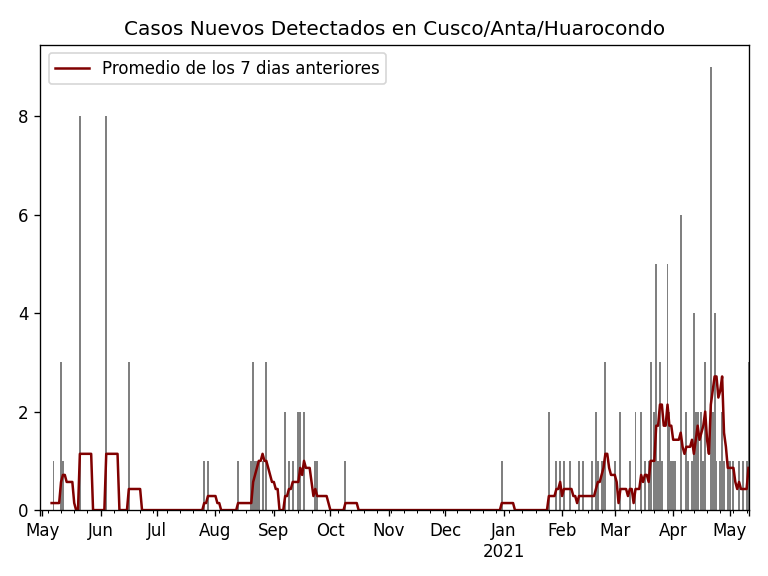 Casos Nuevos Detectados en Cusco/Anta/Huarocondo
Promedio de los 7 dias anteriores
8
6
4
2
0
May Jun Jul Aug Sep Oct Nov Dec Jan Feb Mar Apr May
2021